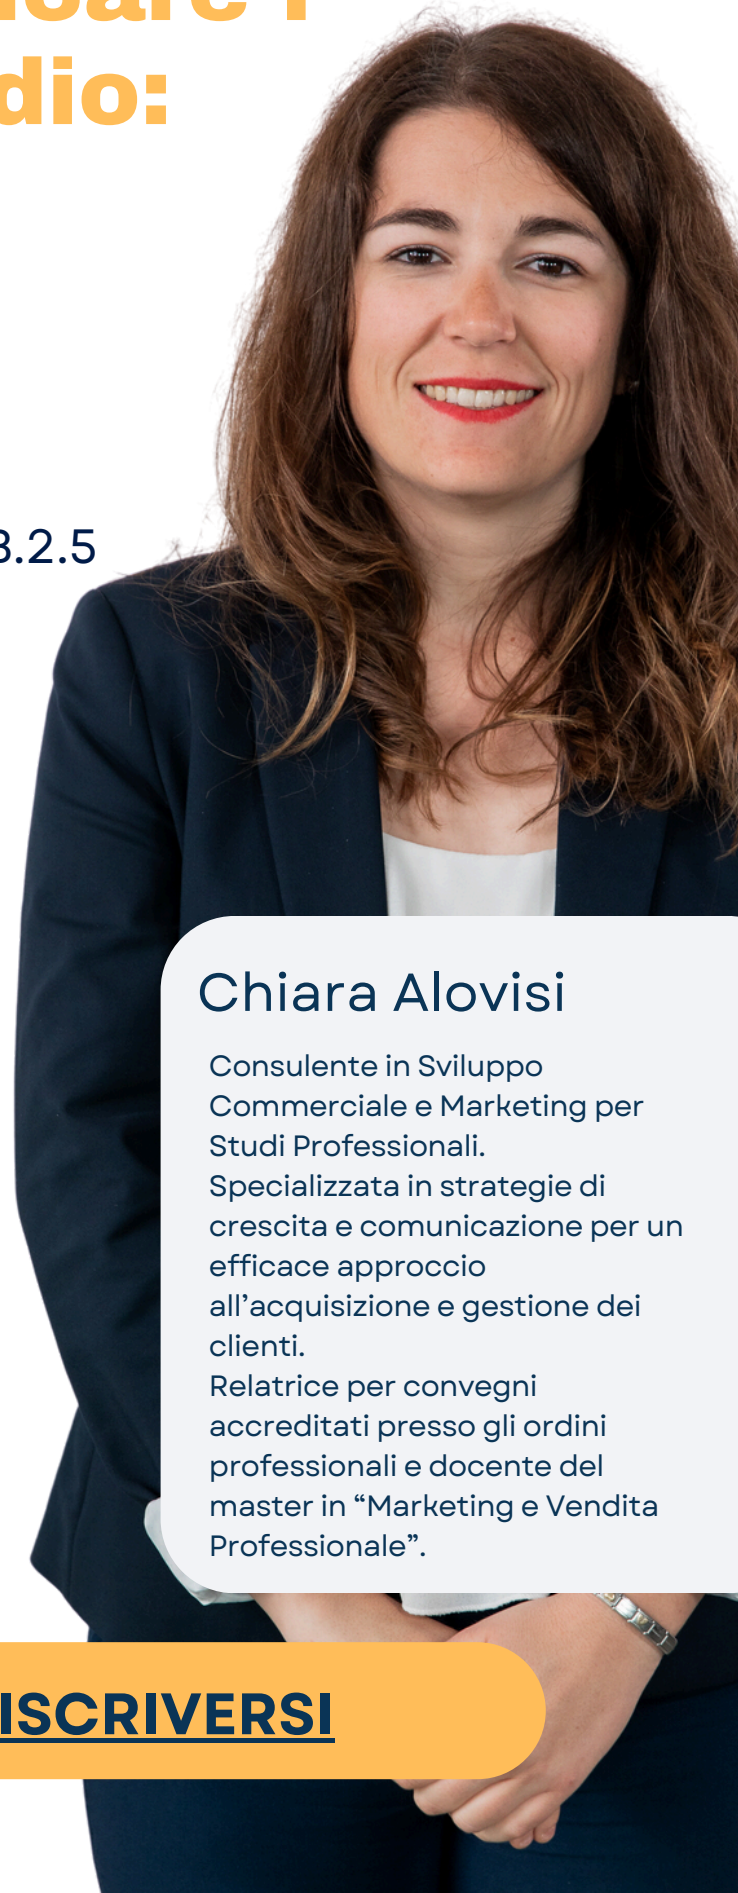 dio:
3.2.5
Chiara Alovisi
Consulente in Sviluppo
Commerciale e Marketing per
Studi Professionali.
Specializzata in strategie di
crescita e comunicazione per un
efficace approccio
all’acquisizione e gestione dei
clienti.
Relatrice per convegni
accreditati presso gli ordini
professionali e docente del
master in “Marketing e Vendita
Professionale”.
ISCRIVERSI